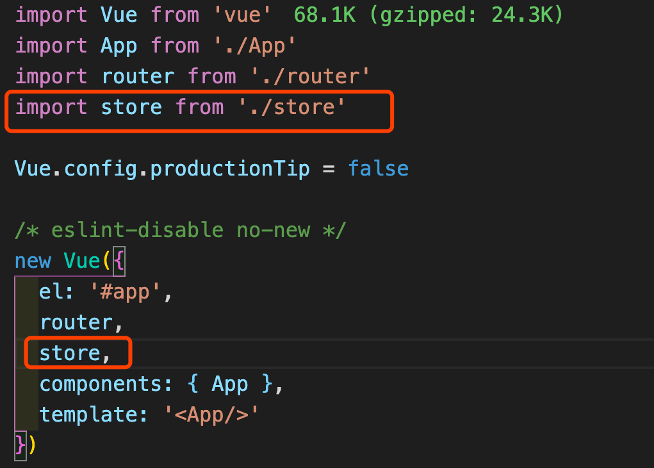 import Vue from 'vue'  68.1K (gzipped: 24.3K)
import App from './App'
import router from './router'
import store from './store'
Vue.config.productionTip = false
/* eslint-disable no-new */
new Vue({
  el: '#app',
  router,
  store,
  components: { App },
  template: '<App/>'
})